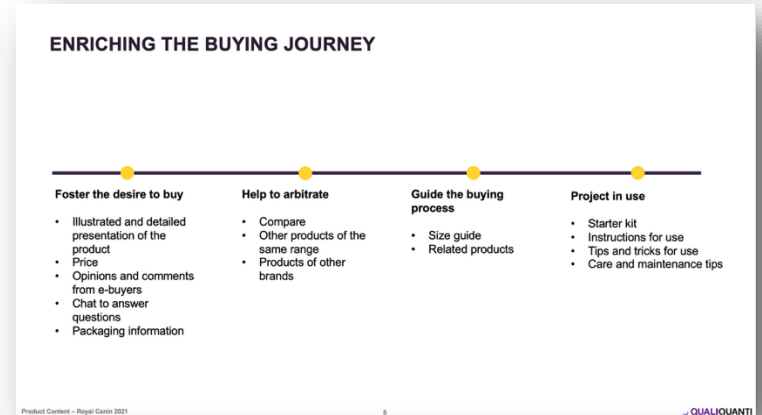 ENRICHING THE BUYING JOURNEY
Foster the desire to buy
• Illustrated and detailed
presentation of the
product
• Price
• Opinions and comments
from e-buyers
• Chat to answer
questions
• Packaging information
Help to arbitrate
• Compare
• Other products of the
same range
• Products of other
brands
Guide the buying
process
• Size guide
• Related products
Project in use
• Starter kit
• Instructions for use
• Tips and tricks for use
• Care and maintenance tips
Product Content – Royal Canin 2021
5
QUALIQUANTI